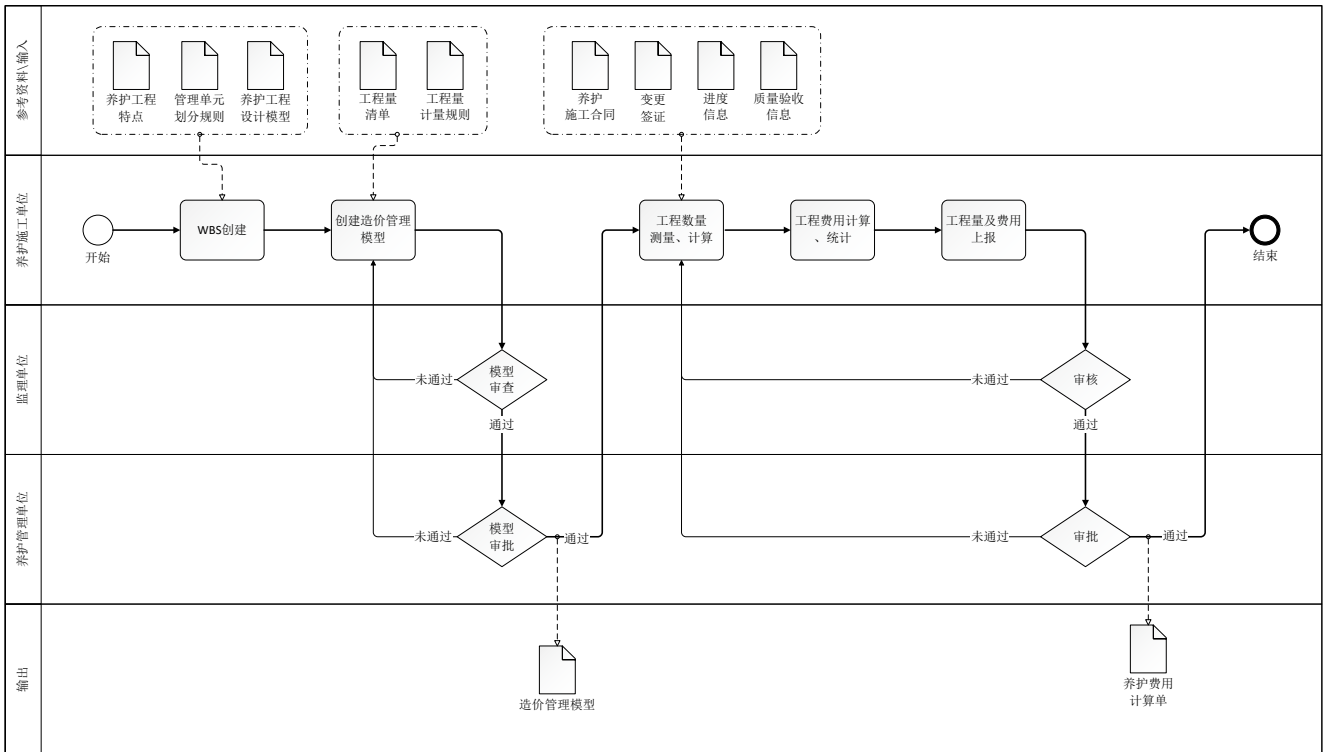 参考资料\输入
养护工程
特点
管理单元
划分规则
养护工程
设计模型
工程量
清单
工程量
计量规则
养护
施工合同
变更
签证
进度
信息
质量验收
信息
养护施工单位
开始
WBS创建
创建造价管理
模型
工程数量
测量、计算
工程费用计算
、统计
工程量及费用
上报
结束
监理单位
未通过
模型
审查
通过
未通过
审核
通过
养护管理单位
未通过
模型
审批
通过
未通过
审批
通过
输出
造价管理模型
养护费用
计算单